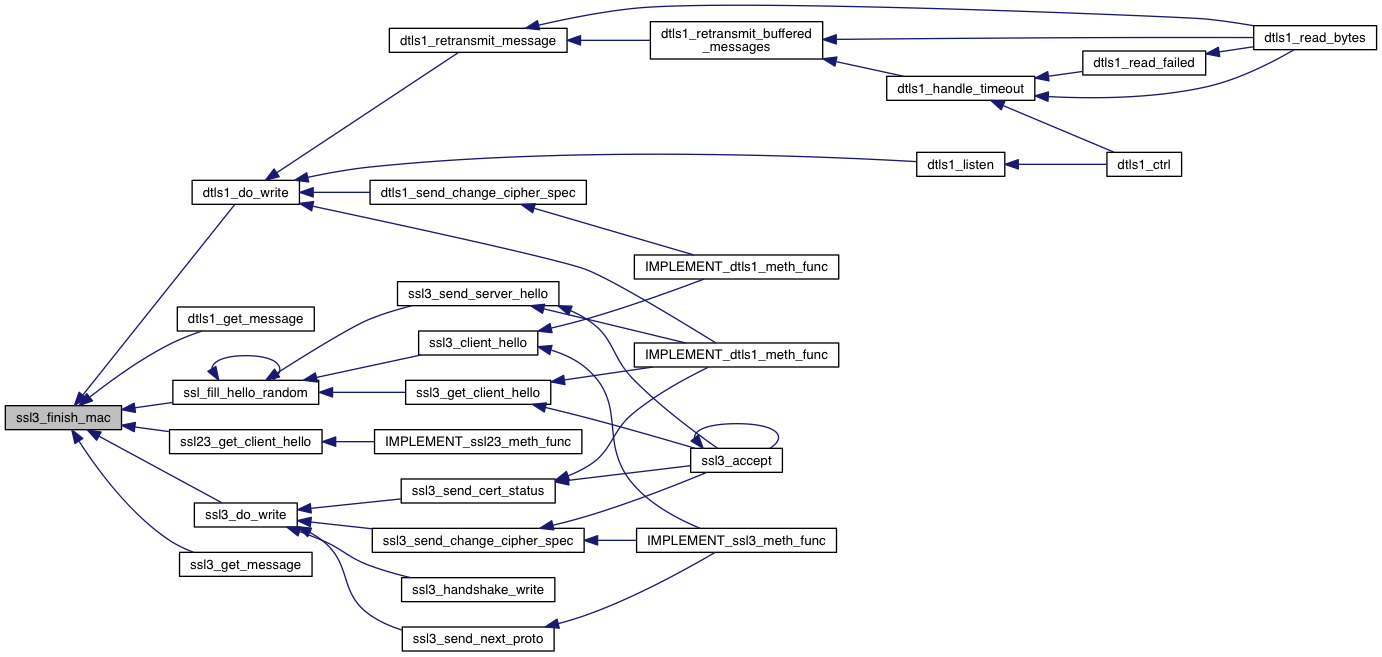 dtls1_retransmit_message
dtls1_retransmit_buffered
_messages
dtls1_read_bytes
dtls1_read_failed
dtls1_handle_timeout
dtls1_listen
dtls1_ctrl
dtls1_do_write
dtls1_send_change_cipher_spec
IMPLEMENT_dtls1_meth_func
ssl3_send_server_hello
dtls1_get_message
ssl3_client_hello
IMPLEMENT_dtls1_meth_func
ssl_fill_hello_random
ssl3_get_client_hello
ssl3_finish_mac
ssl23_get_client_hello
IMPLEMENT_ssl23_meth_func
ssl3_accept
ssl3_send_cert_status
ssl3_do_write
ssl3_send_change_cipher_spec
IMPLEMENT_ssl3_meth_func
ssl3_get_message
ssl3_handshake_write
ssl3_send_next_proto